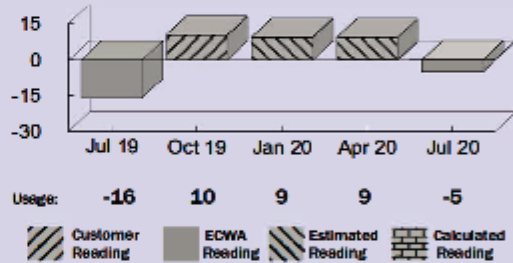 15
0
-15
-30
Jul 19 Oct 19 Jan 20 Apr 20 Jul 20
Usage: -16 10 9 9 -5
Customer Reading
ECWA Reading
Estimated Reading
Calculated Reading